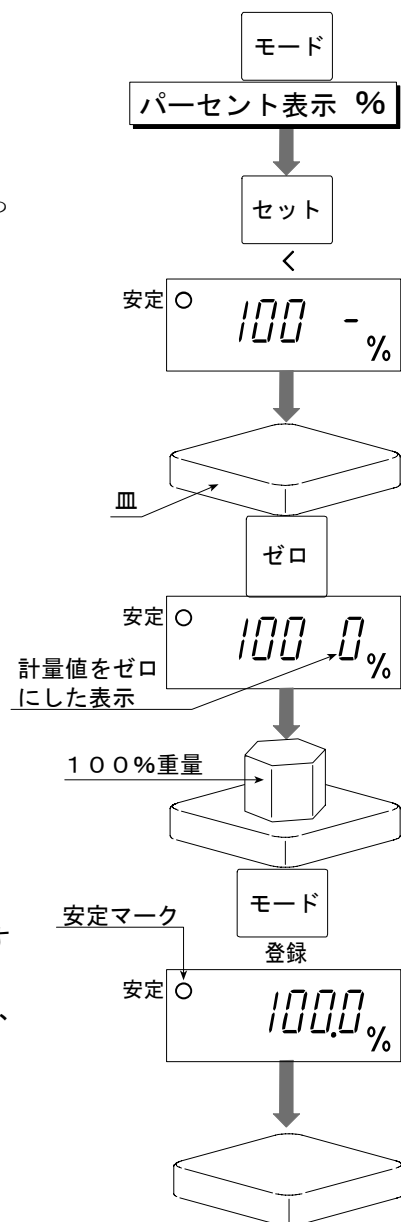 モード
パーセント表示 %
っ
セット
<
安定 100 - %
皿
ゼロ
安定 100 0 %
計量値をゼロ
にした表示
100%重量
モード
安定マーク
登録
す
安定 100.0 %
、